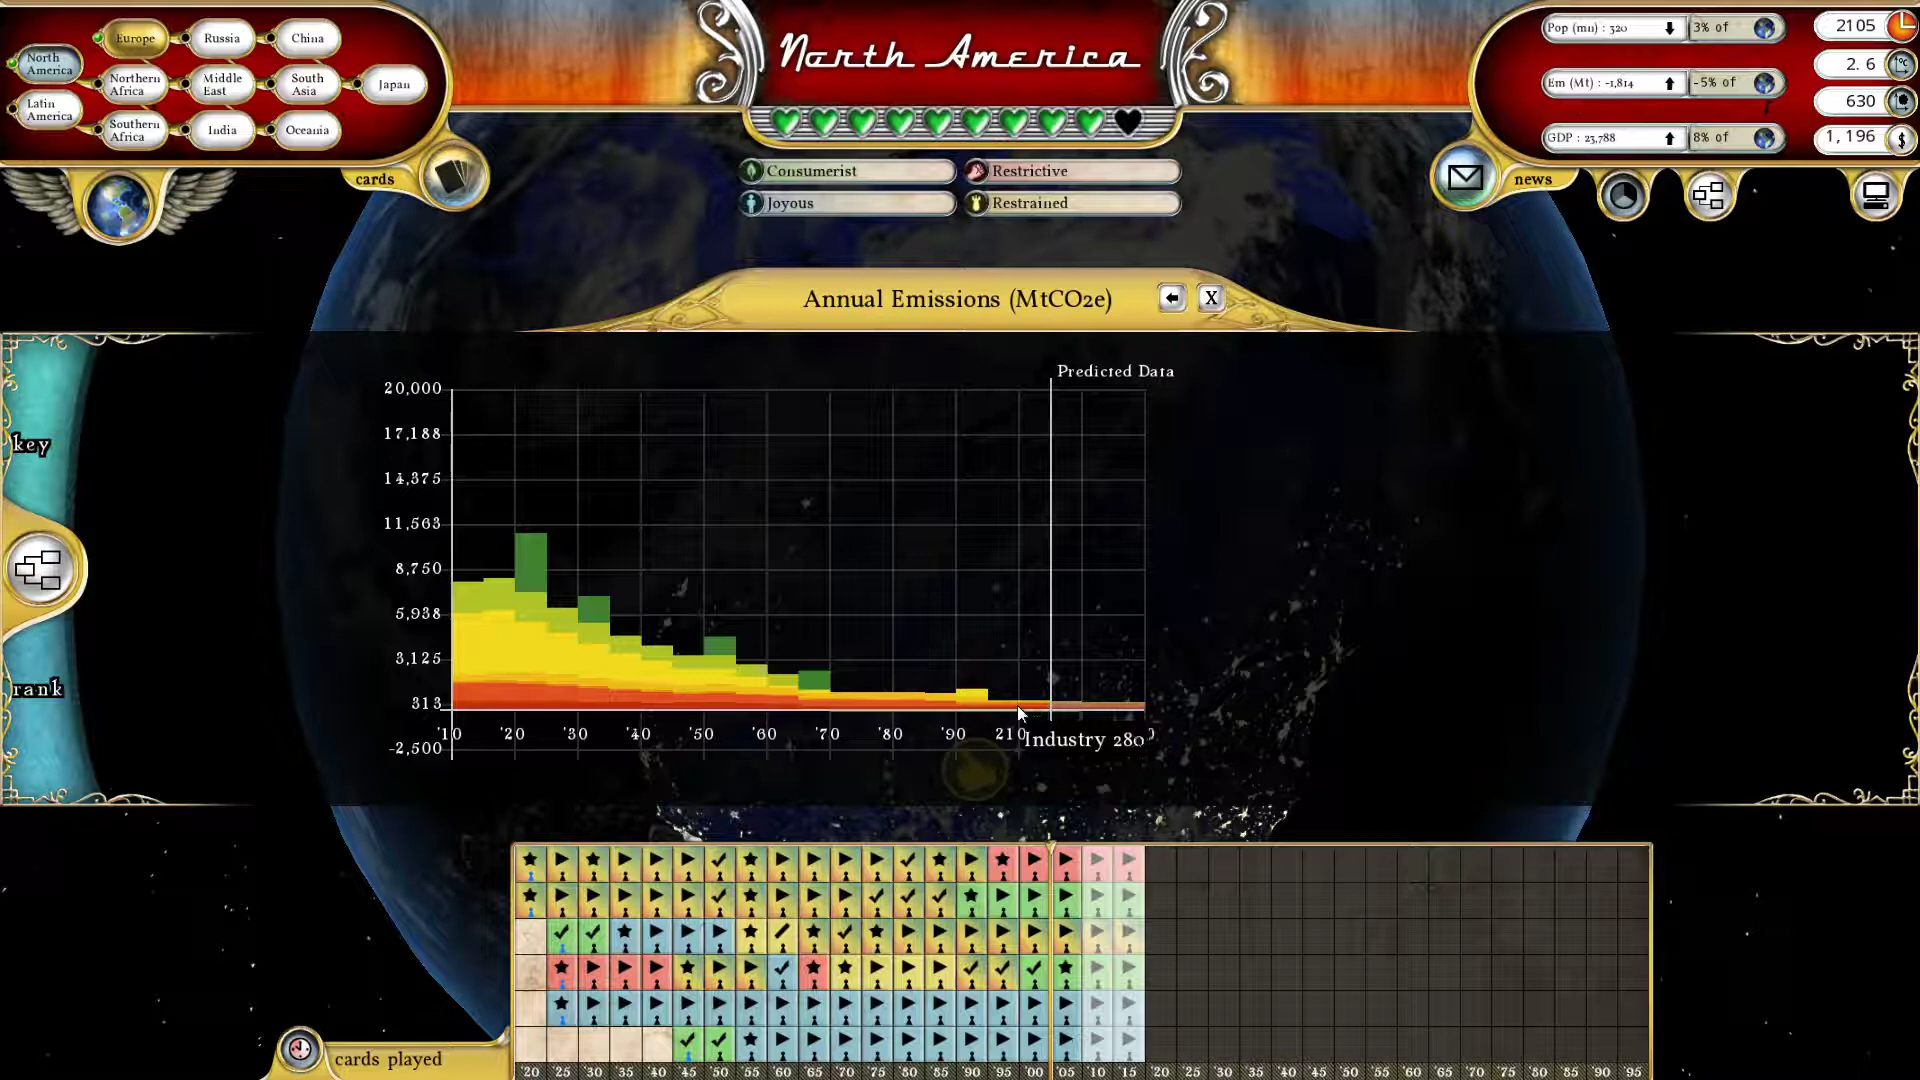 Europe
Russia
China
North
America
Northern
Africa
Middle
East
South
Asia
Japan
Latin
America
Southern
Africa
India
Oceania
cards
North America
Consumerist
Restrictive
Joyous
Restrained
Pop (mn) : 320
3% of
Em (Mt) : -1,814
-5% of
GDP : 23,788
8% of
2105
2.6
630
1,196
news
Annual Emissions (MtCO2e)
X
key
rank
Predicted Data
20,000
17,188
14,375
11,563
8,750
5,938
3,125
313
-2,500
'10
'20
'30
'40
'50
'60
'70
'80
'90
210
Industry 280
cards played
'20 '25 '30 '35 '40 '45 '50 '55 '60 '65 '70 '75 '80 '85 '90 '95 '00 '05 '10 '15 '20 '25 '30 '35 '40 '45 '50 '55 '60 '65 '70 '75 '80 '85 '90 '95